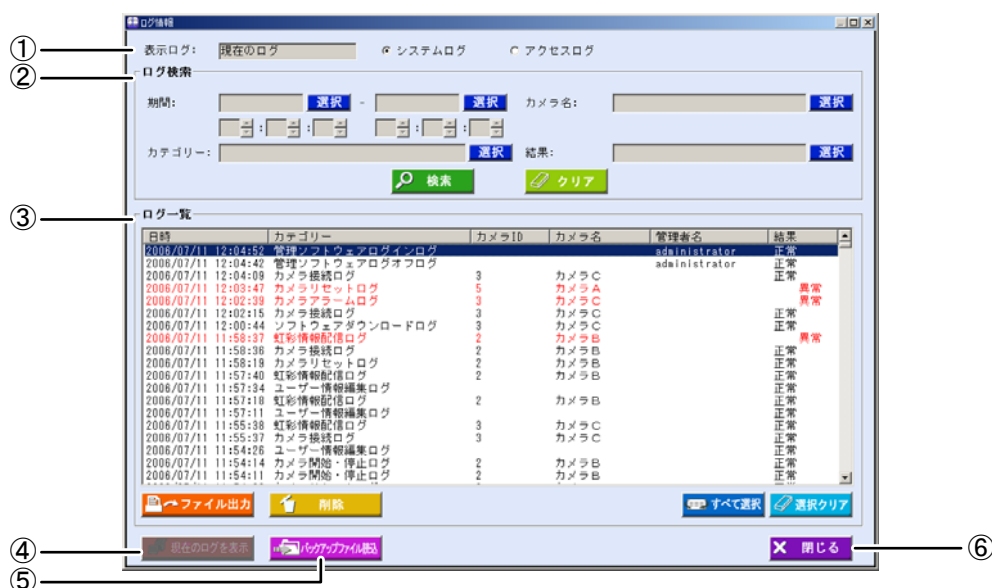 ログ情報
① 表示ログ: 現在のログ システムログ アクセスログ
② ログ検索
期間: 選択 - 選択 カメラ名: 選択
: : : :
カテゴリー: 選択 結果: 選択
検索 クリア
③ ログ一覧
日時 カテゴリー カメラID カメラ名 管理者名 結果
2006/07/11 12:04:52 管理ソフトウェアログインログ administrator 正常
2006/07/11 12:04:42 管理ソフトウェアログオフログ administrator 正常
2006/07/11 12:04:09 カメラ接続ログ 3 カメラC 正常
2006/07/11 12:03:47 カメラリセットログ 5 カメラA 異常
2006/07/11 12:02:39 カメラアラームログ 3 カメラC 異常
2006/07/11 12:02:15 カメラ接続ログ 3 カメラC 正常
2006/07/11 12:00:44 ソフトウェアダウンロードログ 3 カメラC 正常
2006/07/11 11:58:37 虹彩情報配信ログ 2 カメラB 異常
2006/07/11 11:58:36 カメラ接続ログ 2 カメラB 正常
2006/07/11 11:58:19 カメラリセットログ 2 カメラB 正常
2006/07/11 11:57:40 虹彩情報配信ログ 2 カメラB 正常
2006/07/11 11:57:34 ユーザー情報編集ログ 正常
2006/07/11 11:57:18 虹彩情報配信ログ 2 カメラB 正常
2006/07/11 11:57:11 ユーザー情報編集ログ 正常
2006/07/11 11:55:38 虹彩情報配信ログ 3 カメラC 正常
2006/07/11 11:55:37 カメラ接続ログ 3 カメラC 正常
2006/07/11 11:54:26 ユーザー情報編集ログ 正常
2006/07/11 11:54:14 カメラ開始・停止ログ 2 カメラB 正常
2006/07/11 11:54:11 カメラ開始・停止ログ 2 カメラB 正常
ファイル出力 削除 すべて選択 選択クリア
④ 現在のログを表示 バックアップファイル読込 閉じる ⑥
⑤